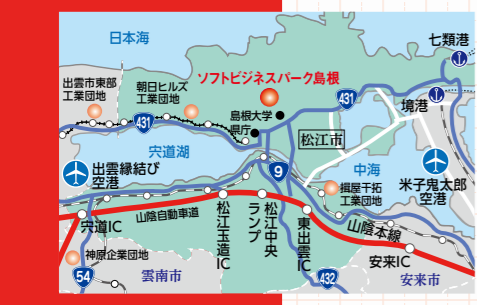 日本海
七類港
出雲市東部
工業団地
朝日ヒルズ
工業団地
ソフトビジネスパーク島根
島根大学
県庁
431
431
境港
松江市
宍道湖
9
中海
出雲縁結び
空港
揖屋干拓
工業団地
米子鬼太郎
空港
宍道IC
山陰自動車道
松江玉造IC
松江中央ランプ
東出雲IC
山陰本線
安来IC
神原企業団地
54
雲南市
432
安来市